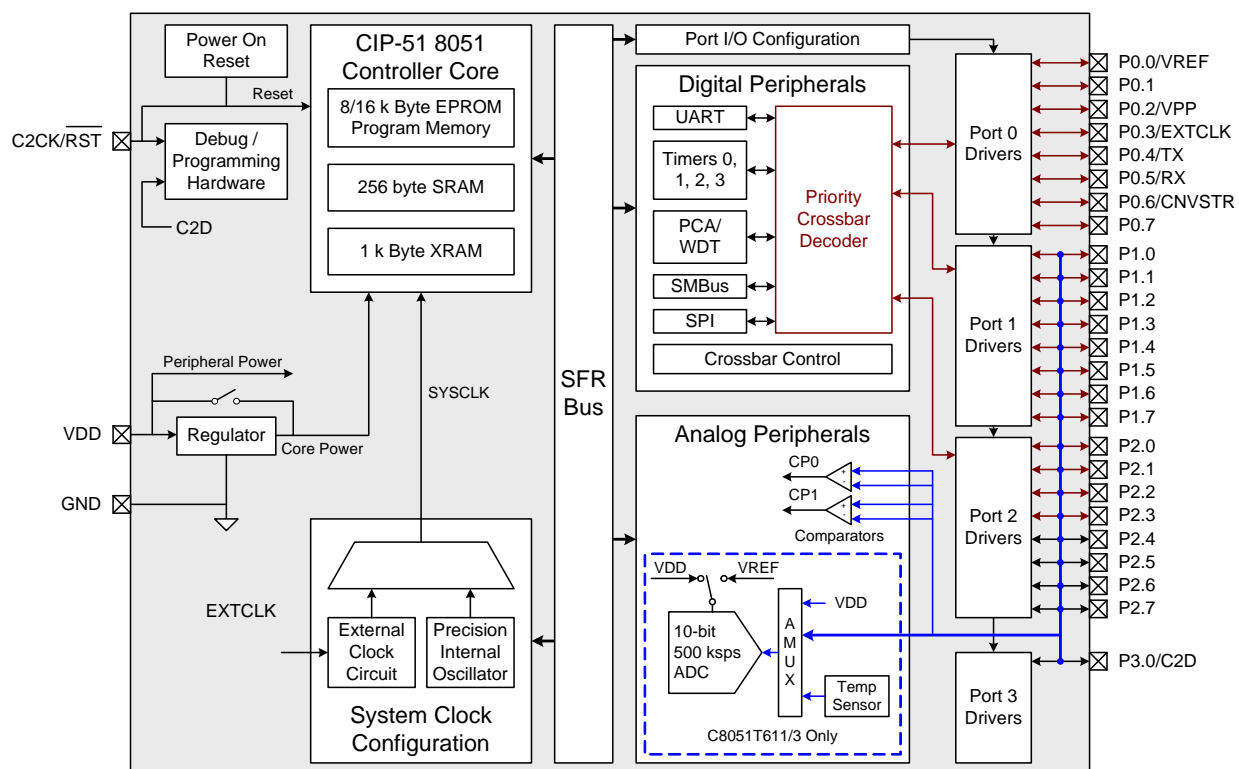 Power On
Reset
Reset
C2CK/RST
Debug /
Programming
Hardware
C2D
CIP-51 8051
Controller Core
8/16 k Byte EPROM
Program Memory
256 byte SRAM
1 k Byte XRAM
Peripheral Power
VDD
Regulator
Core Power
GND
SYSCLK
EXTCLK
External
Clock
Circuit
Precision
Internal
Oscillator
System Clock
Configuration
SFR
Bus
Port I/O Configuration
Digital Peripherals
UART
Timers 0,
1, 2, 3
PCA/
WDT
SMBus
SPI
Priority
Crossbar
Decoder
Crossbar Control
Analog Peripherals
CP0
+
-
CP1
+
-
Comparators
VDD
VREF
10-bit
500 ksps
ADC
A
M
U
X
VDD
Temp
Sensor
C8051T611/3 Only
Port 0
Drivers
Port 1
Drivers
Port 2
Drivers
Port 3
Drivers
P0.0/VREF
P0.1
P0.2/VPP
P0.3/EXTCLK
P0.4/TX
P0.5/RX
P0.6/CNVSTR
P0.7
P1.0
P1.1
P1.2
P1.3
P1.4
P1.5
P1.6
P1.7
P2.0
P2.1
P2.2
P2.3
P2.4
P2.5
P2.6
P2.7
P3.0/C2D